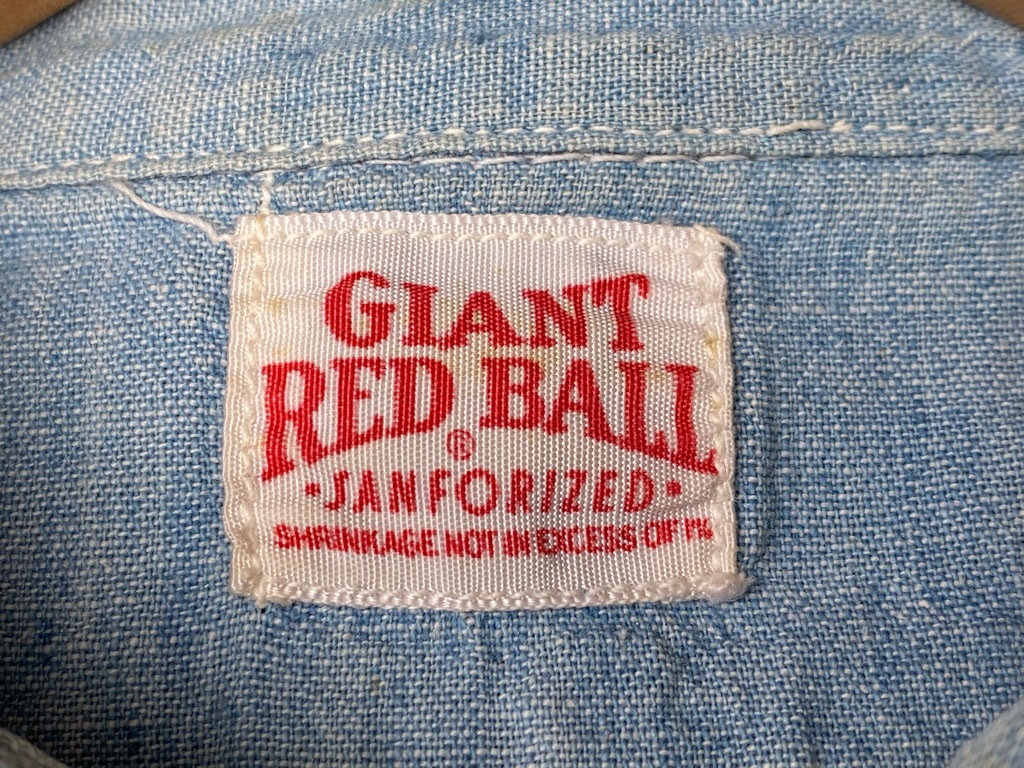 GIANT
RED BALL
®
·SANFORIZED·
SHRINKAGE NOT IN EXCESS OF 1%